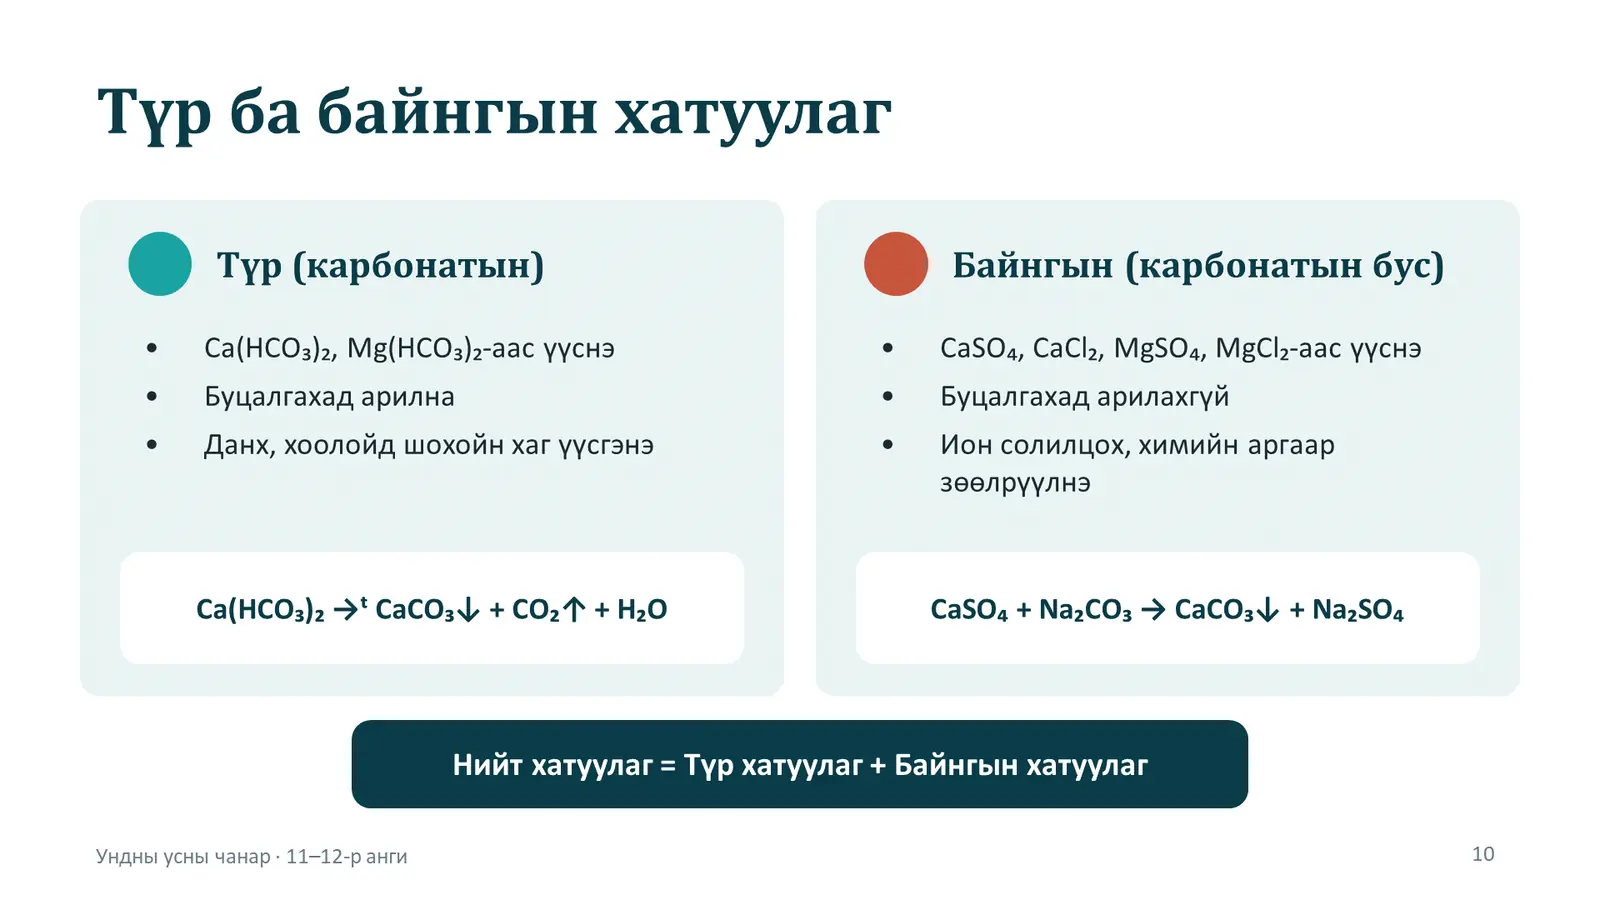 Түр ба байнгын хатуулаг
Түр (карбонатын)
• Ca(HCO₃)₂, Mg(HCO₃)₂-аас үүснэ
• Буцалгахад арилна
• Данх, хоолойд шохойн хаг үүсгэнэ
Ca(HCO₃)₂ →ᵗ CaCO₃↓ + CO₂↑ + H₂O
Байнгын (карбонатын бус)
• CaSO₄, CaCl₂, MgSO₄, MgCl₂-аас үүснэ
• Буцалгахад арилахгүй
• Ион солилцох, химийн аргаар
зөөлрүүлнэ
CaSO₄ + Na₂CO₃ → CaCO₃↓ + Na₂SO₄
Нийт хатуулаг = Түр хатуулаг + Байнгын хатуулаг
Ундны усны чанар · 11–12-р анги
10